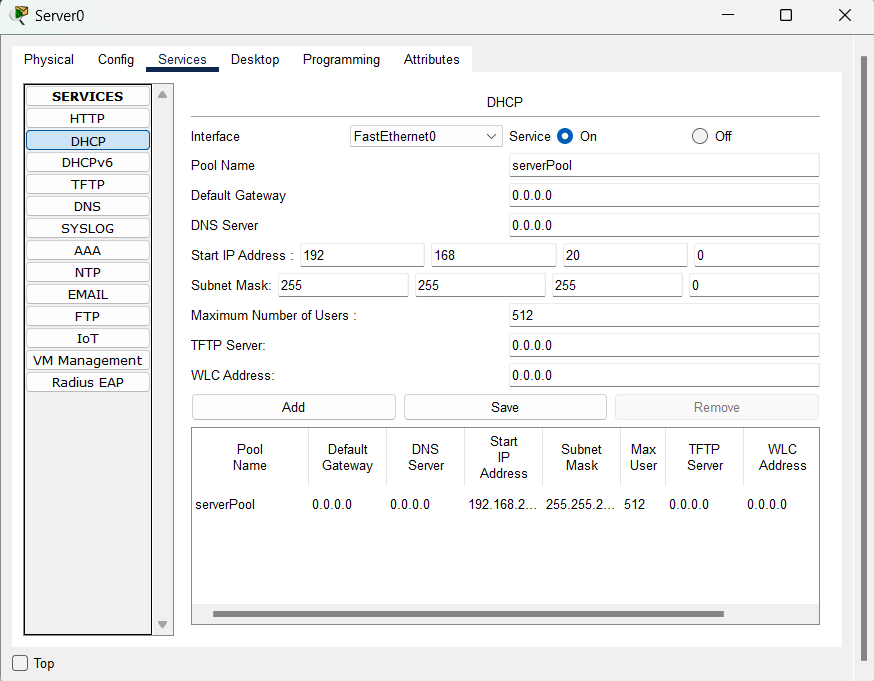 Server0
Physical Config Services Desktop Programming Attributes
SERVICES
HTTP
DHCP
DHCPv6
TFTP
DNS
SYSLOG
AAA
NTP
EMAIL
FTP
IoT
VM Management
Radius EAP
DHCP
Interface FastEthernet0 Service On Off
Pool Name serverPool
Default Gateway 0.0.0.0
DNS Server 0.0.0.0
Start IP Address : 192 168 20 0
Subnet Mask: 255 255 255 0
Maximum Number of Users : 512
TFTP Server: 0.0.0.0
WLC Address: 0.0.0.0
Add Save Remove
Pool Name Default Gateway DNS Server Start IP Address Subnet Mask Max User TFTP Server WLC Address
serverPool 0.0.0.0 0.0.0.0 192.168.2... 255.255.2... 512 0.0.0.0 0.0.0.0
Top